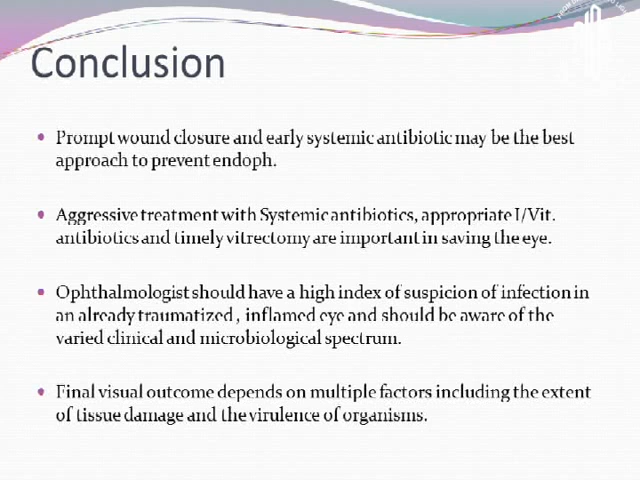 Conclusion
Prompt wound closure and early systemic antibiotic may be the best
approach to prevent endoph.
Aggressive treatment with Systemic antibiotics, appropriate I/Vit.
antibiotics and timely vitrectomy are important in saving the eye.
Ophthalmologist should have a high index of suspicion of infection in
an already traumatized , inflamed eye and should be aware of the
varied clinical and microbiological spectrum.
Final visual outcome depends on multiple factors including the extent
of tissue damage and the virulence of organisms.